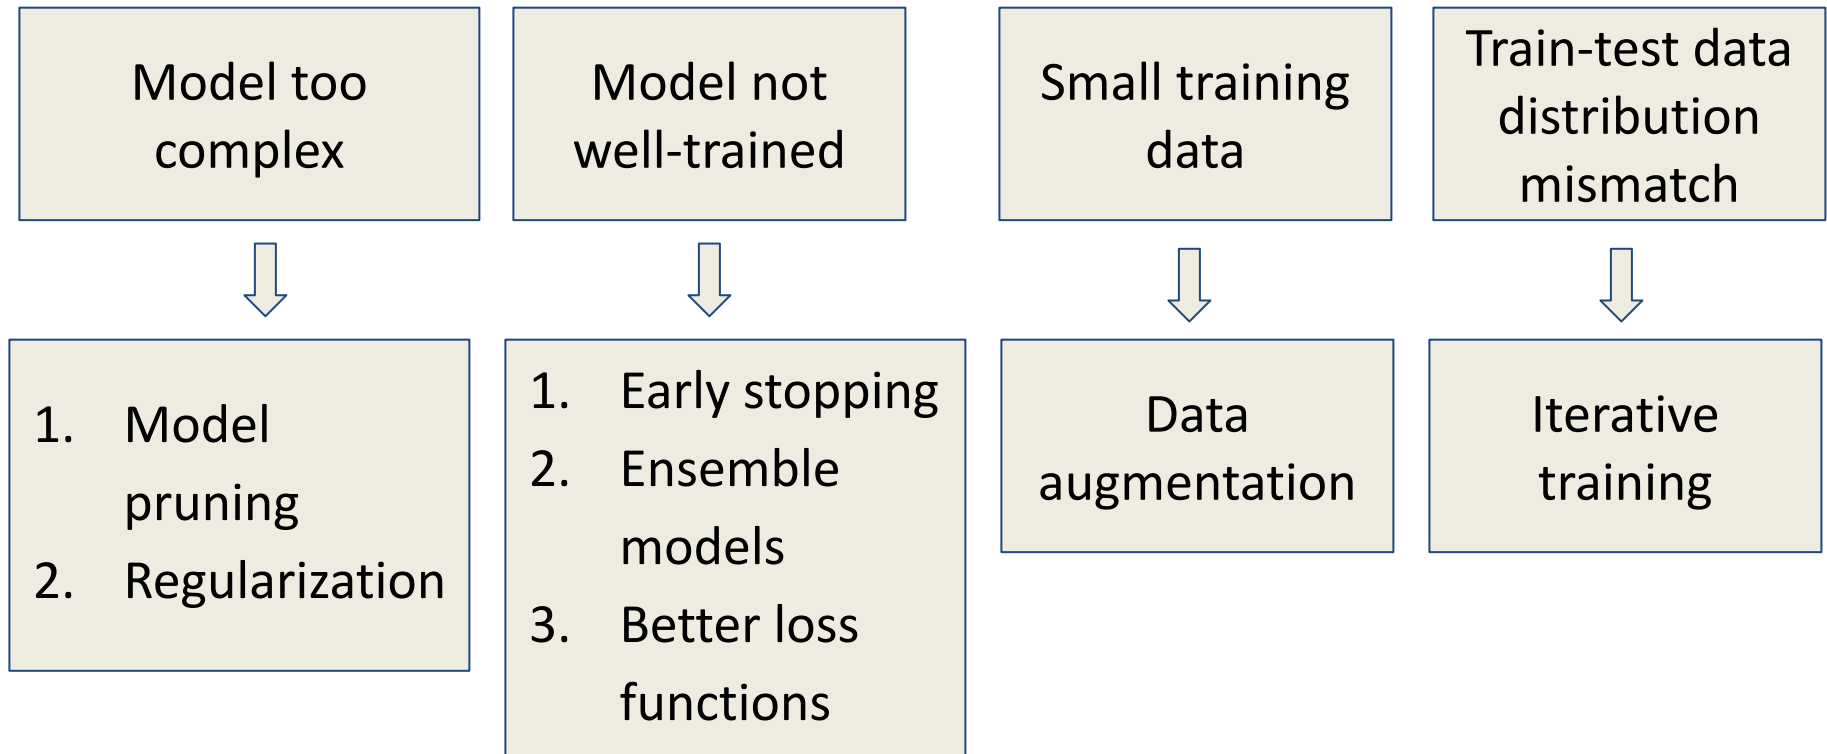 Model too
complex
Model not
well-trained
Small training
data
Train-test data
distribution
mismatch
1. Model
pruning
2. Regularization
1. Early stopping
2. Ensemble
models
3. Better loss
functions
Data
augmentation
Iterative
training